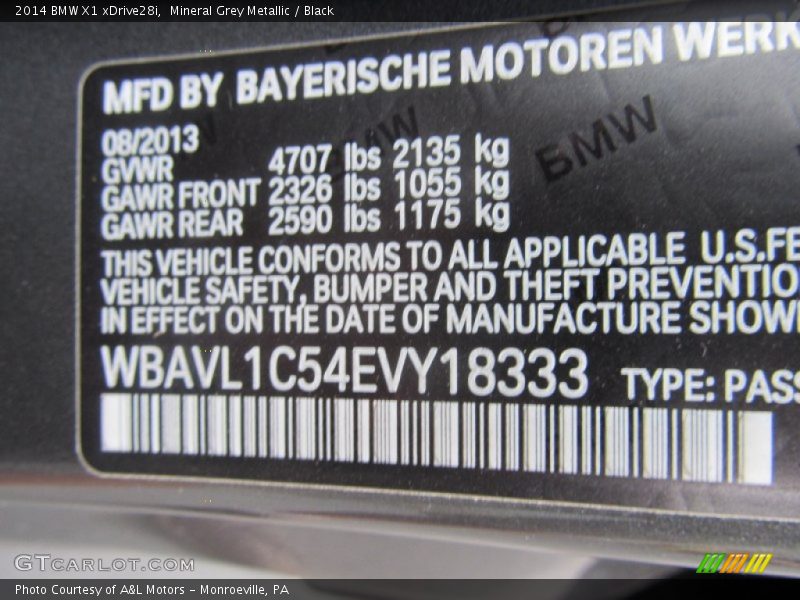 2014 BMW X1 xDrive28i, Mineral Grey Metallic / Black
MFD BY BAYERISCHE MOTOREN WERK
08/2013
GVWR 4707 lbs 2135 kg
GAWR FRONT 2326 lbs 1055 kg
GAWR REAR 2590 lbs 1175 kg
BMW
BMW
THIS VEHICLE CONFORMS TO ALL APPLICABLE U.S.FE
VEHICLE SAFETY, BUMPER AND THEFT PREVENTIO
IN EFFECT ON THE DATE OF MANUFACTURE SHOW
WBAVL1C54EVY18333 TYPE: PASS
GTCARLOT.COM
Photo Courtesy of A&L Motors - Monroeville, PA